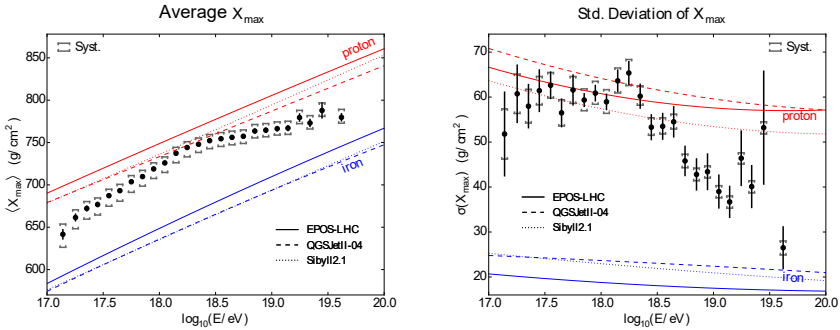 Average X_max
850
800
750
700
650
600
⟨X_max⟩ (g/cm²)
Syst.
proton
iron
EPOS-LHC
QGSJetII-04
Sibyll2.1
17.0 17.5 18.0 18.5 19.0 19.5 20.0
log₁₀(E/eV)
Std. Deviation of X_max
70
60
50
40
30
20
σ(X_max) (g/cm²)
Syst.
proton
EPOS-LHC
QGSJetII-04
Sibyll2.1
iron
17.0 17.5 18.0 18.5 19.0 19.5 20.0
log₁₀(E/eV)